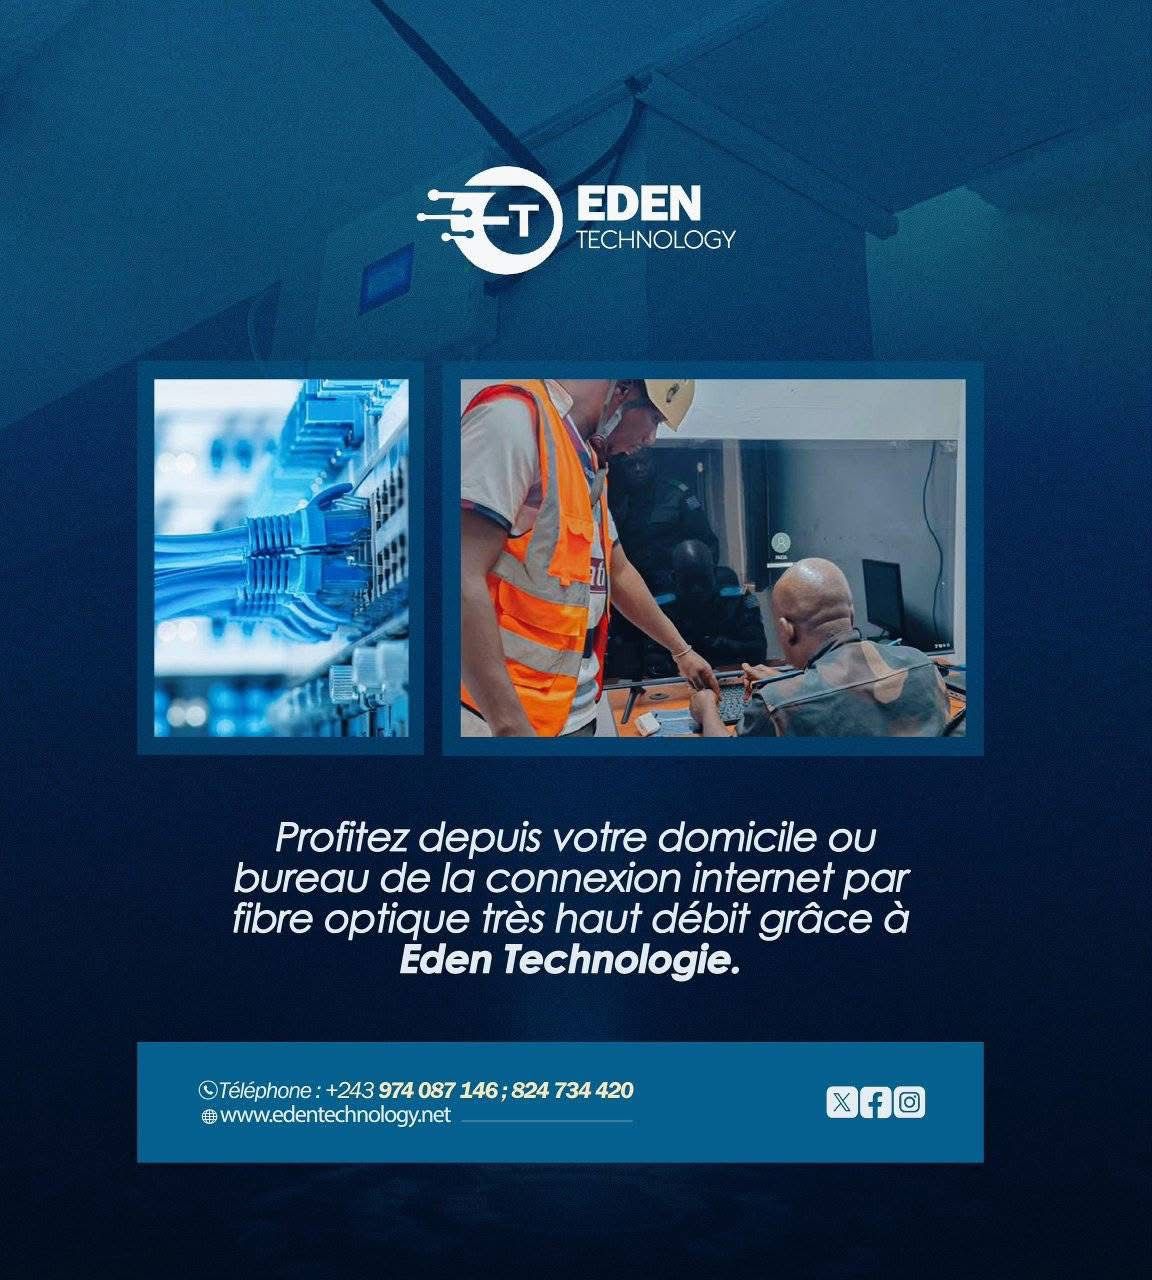 ET
EDEN
TECHNOLOGY
Profitez depuis votre domicile ou
bureau de la connexion internet par
fibre optique très haut débit grâce à
Eden Technologie.
Téléphone : +243 974 087 146 ; 824 734 420
www.edentechnology.net